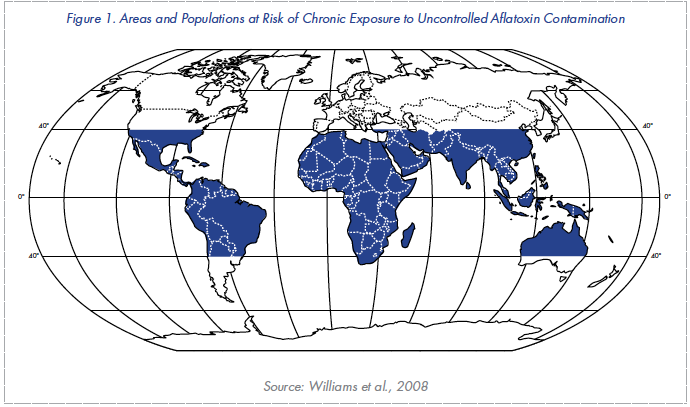 Figure 1. Areas and Populations at Risk of Chronic Exposure to Uncontrolled Aflatoxin Contamination
40° 40°
0° 0°
40° 40°
Source: Williams et al., 2008